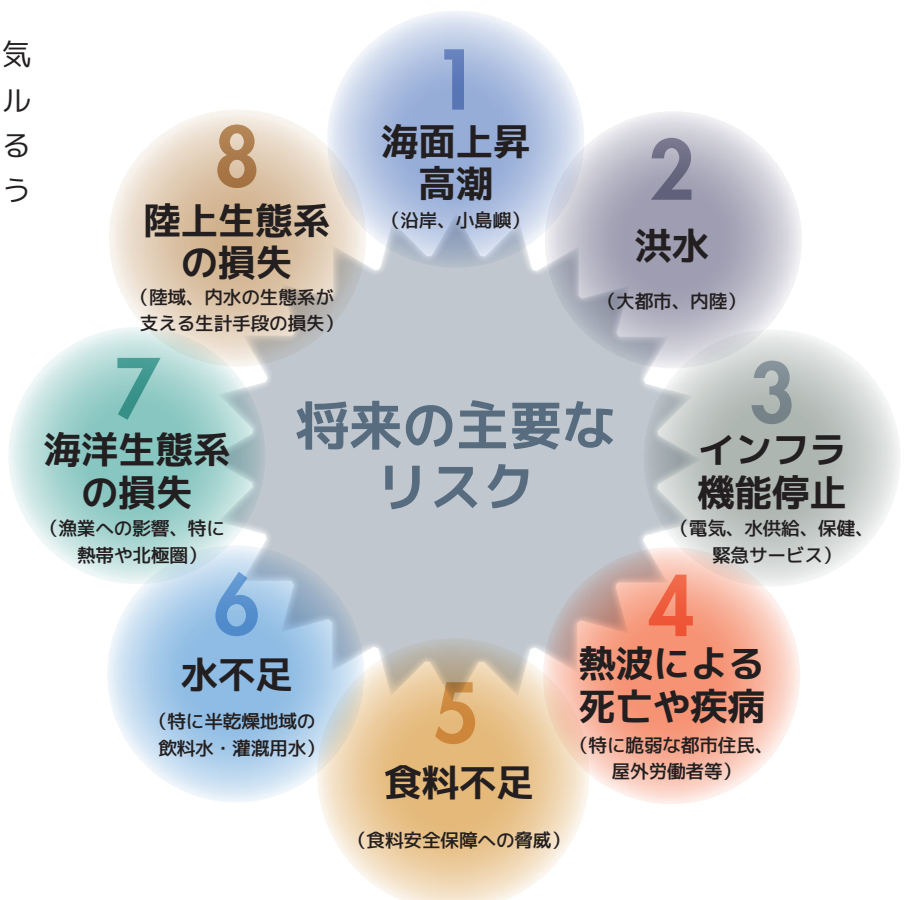 気
ル
る
う
1
海面上昇
高潮
（沿岸、小島嶼）
2
洪水
（大都市、内陸）
3
インフラ
機能停止
（電気、水供給、保健、
緊急サービス）
4
熱波による
死亡や疾病
（特に脆弱な都市住民、
屋外労働者等）
5
食料不足
（食料安全保障への脅威）
6
水不足
（特に半乾燥地域の
飲料水・灌漑用水）
7
海洋生態系
の損失
（漁業への影響、特に
熱帯や北極圏）
8
陸上生態系
の損失
（陸域、内水の生態系が
支える生計手段の損失）
将来の主要な
リスク